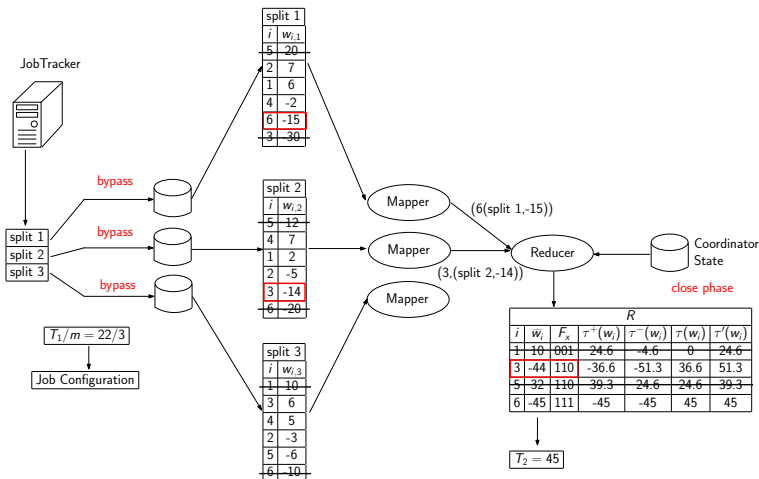 JobTracker
split 1
split 2
split 3
bypass
bypass
bypass
T₁/m = 22/3
Job Configuration
split 1
i w_{i,1}
5 20
2 7
1 6
4 -2
6 -15
3 -30
split 2
i w_{i,2}
5 12
4 7
1 2
2 -5
3 -14
6 -20
split 3
i w_{i,3}
1 10
3 6
4 5
2 -3
5 -6
6 -10
Mapper
Mapper
Mapper
(6(split 1,-15))
(3,(split 2,-14)
Reducer
Coordinator
State
close phase
R
i w̅ᵢ Fₓ τ⁺(wᵢ) τ⁻(wᵢ) τ(wᵢ) τ′(wᵢ)
1 10 001 24.6 -4.6 0 24.6
3 -44 110 -36.6 -51.3 36.6 51.3
5 32 110 39.3 24.6 24.6 39.3
6 -45 111 -45 -45 45 45
T₂ = 45